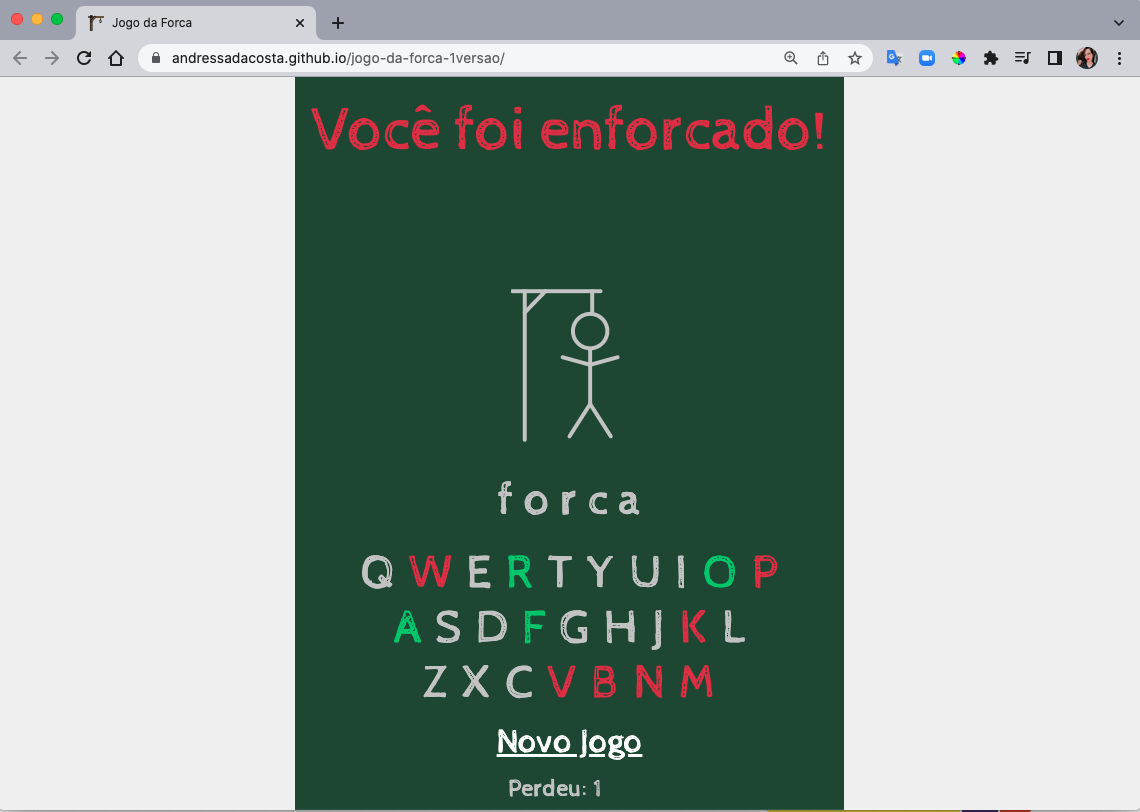 Jogo da Forca
andressadacosta.github.io/jogo-da-forca-1versao/
Você foi enforcado!
f o r c a
Q W E R T Y U I O P
A S D F G H J K L
Z X C V B N M
Novo Jogo
Perdeu: 1